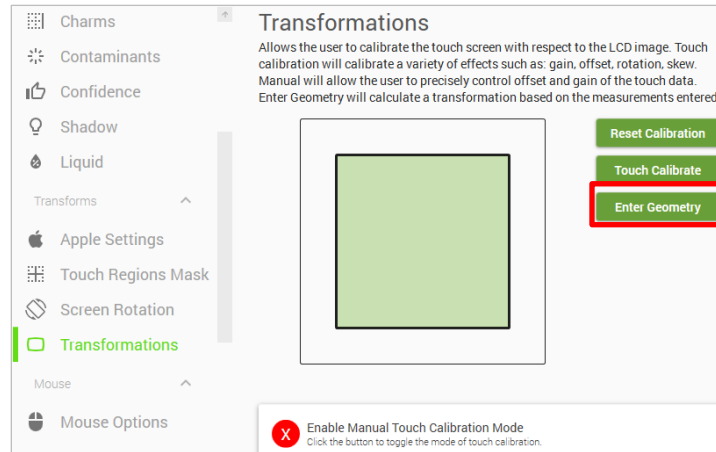 Charms
Contaminants
Confidence
Shadow
Liquid
Transforms
Apple Settings
Touch Regions Mask
Screen Rotation
Transformations
Mouse
Mouse Options
Transformations
Allows the user to calibrate the touch screen with respect to the LCD image. Touch
calibration will calibrate a variety of effects such as: gain, offset, rotation, skew.
Manual will allow the user to precisely control offset and gain of the touch data.
Enter Geometry will calculate a transformation based on the measurements entered
Reset Calibration
Touch Calibrate
Enter Geometry
X
Enable Manual Touch Calibration Mode
Click the button to toggle the mode of touch calibration.